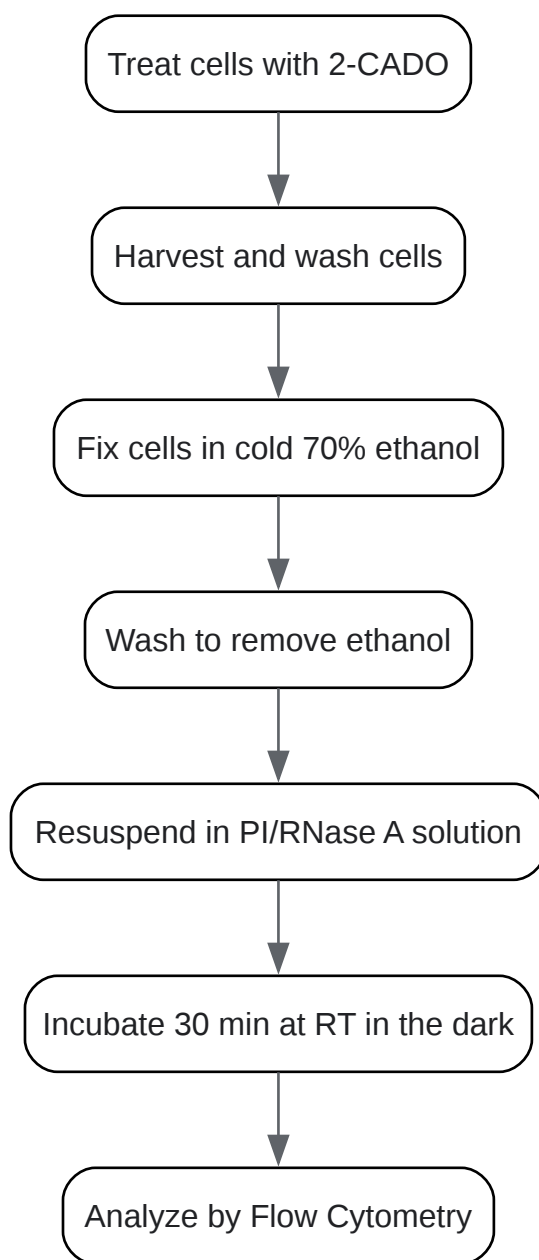 Treat cells with 2-CADO
Harvest and wash cells
Fix cells in cold 70% ethanol
Wash to remove ethanol
Resuspend in PI/RNase A solution
Incubate 30 min at RT in the dark
Analyze by Flow Cytometry